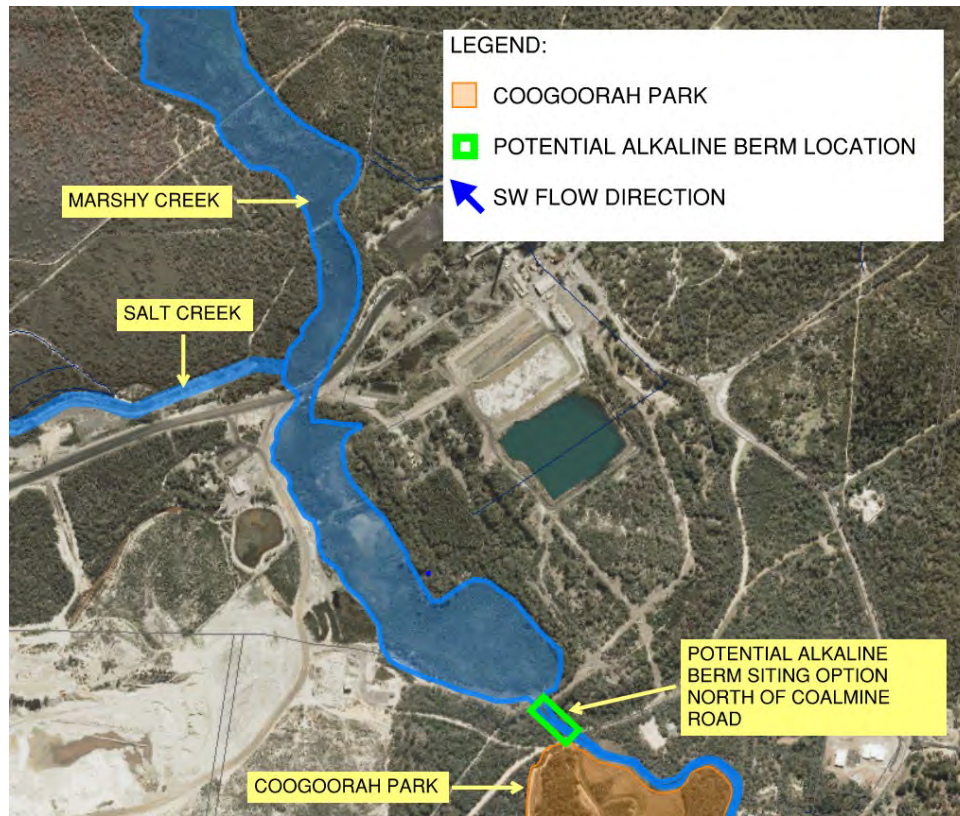 LEGEND:
COOGOORAH PARK
POTENTIAL ALKALINE BERM LOCATION
SW FLOW DIRECTION
MARSHY CREEK
SALT CREEK
POTENTIAL ALKALINE
BERM SITING OPTION
NORTH OF COALMINE
ROAD
COOGOORAH PARK